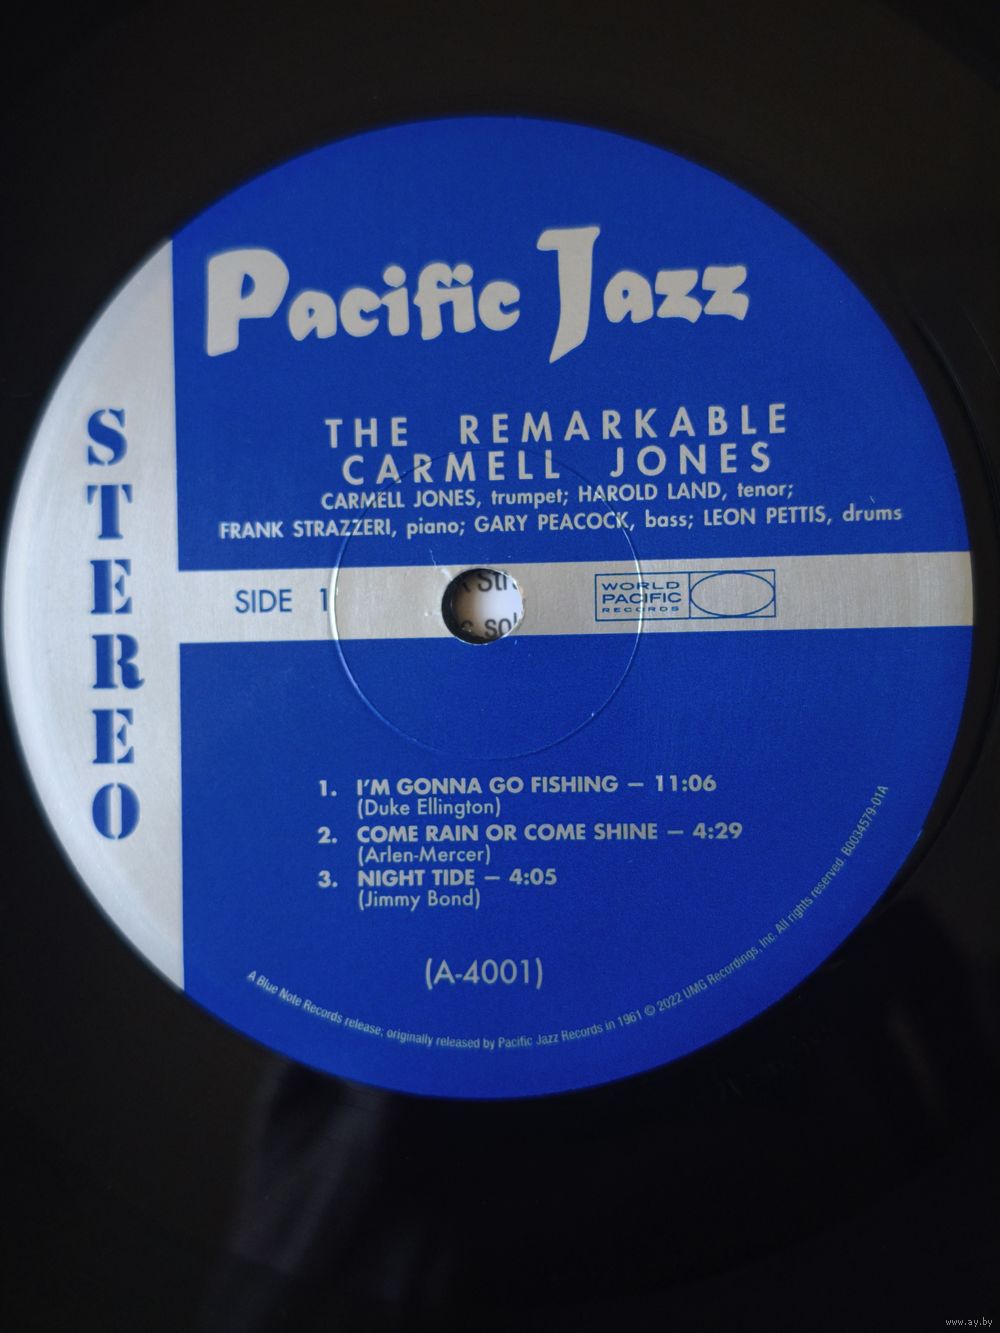 Pacific Jazz
STEREO
THE REMARKABLE
CARMELL JONES
CARMELL JONES, trumpet; HAROLD LAND, tenor;
FRANK STRAZZERI, piano; GARY PEACOCK, bass; LEON PETTIS, drums
SIDE 1
WORLD
PACIFIC
RECORDS
1. I'M GONNA GO FISHING — 11:06
(Duke Ellington)
2. COME RAIN OR COME SHINE — 4:29
(Arlen-Mercer)
3. NIGHT TIDE — 4:05
(Jimmy Bond)
(A-4001)
A Blue Note Records release; originally released by Pacific Jazz Records in 1961 © 2022 UMG Recordings, Inc. All rights reserved. B0034579-01A
www.ay.by